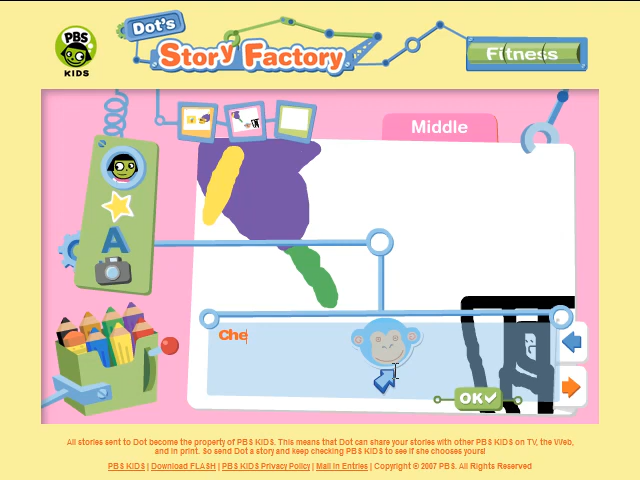 PBS
KIDS
Dot's
Story Factory
Fitness
Middle
A
Che
OK
All stories sent to Dot become the property of PBS KIDS. This means that Dot can share your stories with other PBS KIDS on TV, the Web,
and in print. So send Dot a story and keep checking PBS KIDS to see if she chooses yours!
PBS KIDS | Download FLASH | PBS KIDS Privacy Policy | Mail in Entries | Copyright © 2007 PBS. All Rights Reserved